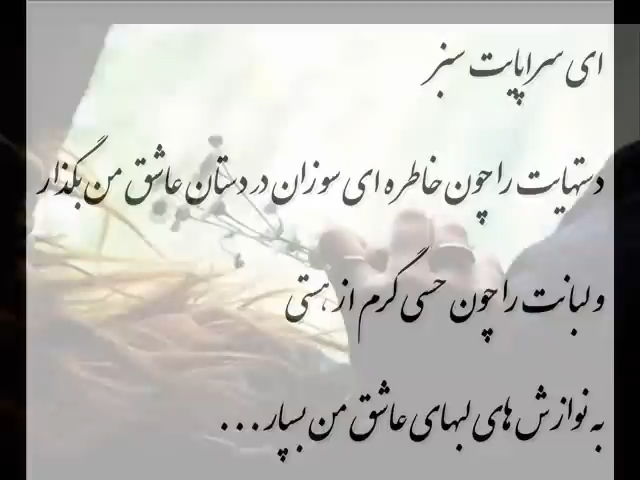 ای سراپایت سبز
دستهایت را چون خاطره ای سوزان در دستان عاشق من بگذار
و لبانت را چون حسی گرم از هستی
به نوازش های لبهای عاشق من بسپار...